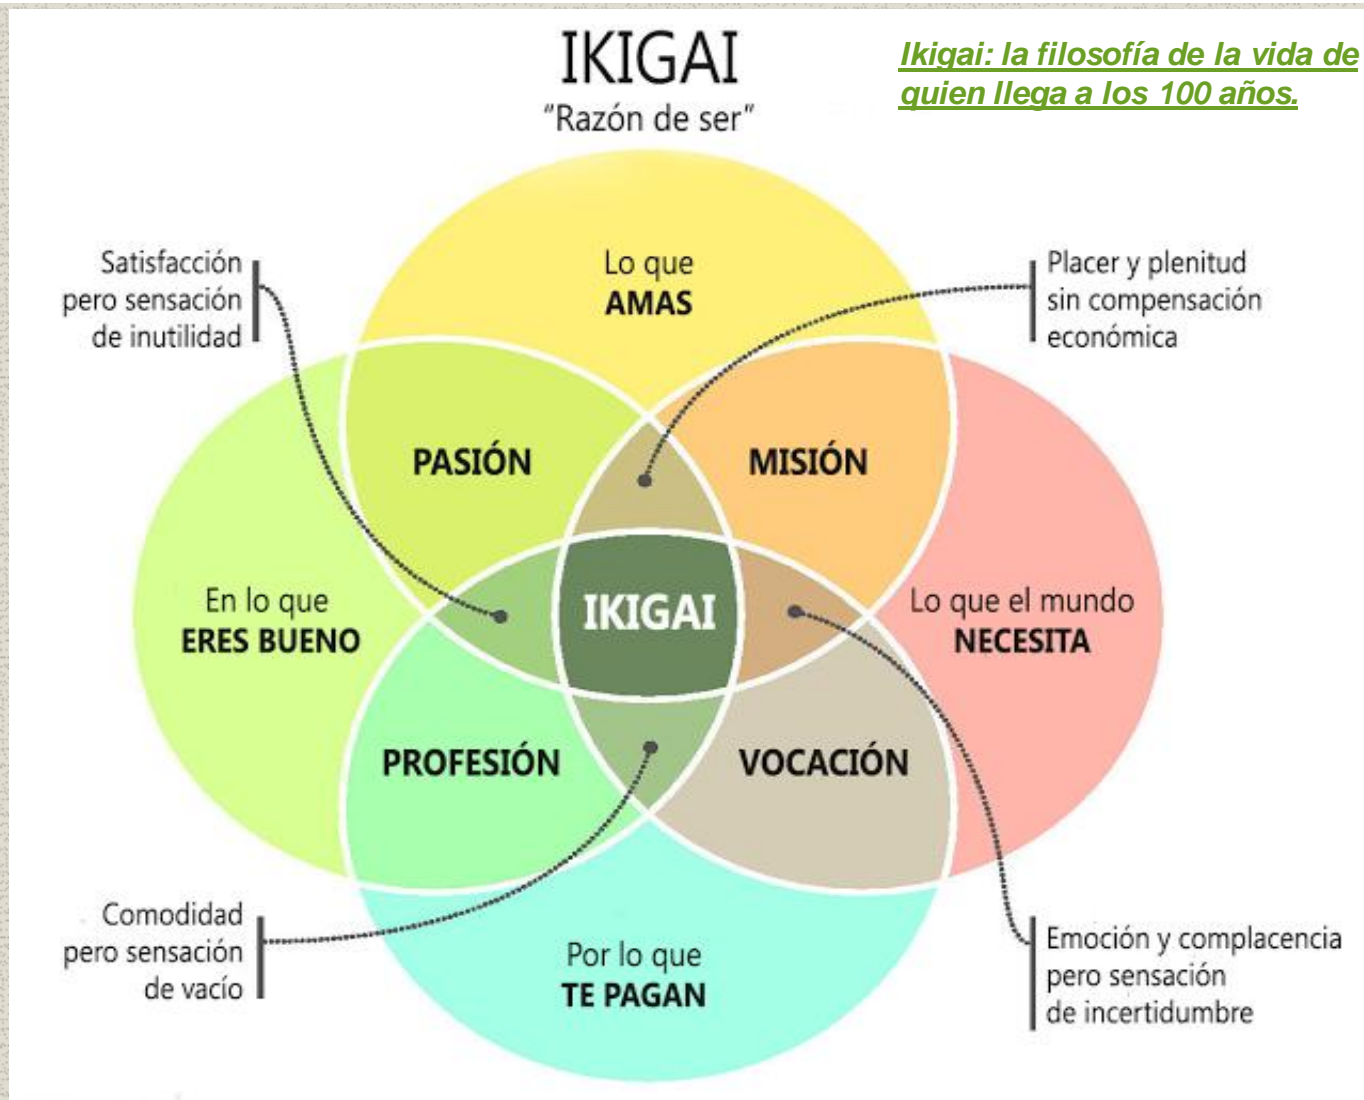 IKIGAI
"Razón de ser"
Ikigai: la filosofía de la vida de
quien llega a los 100 años.
Satisfacción
pero sensación
de inutilidad
Lo que
AMAS
Placer y plenitud
sin compensación
económica
PASIÓN
MISIÓN
En lo que
ERES BUENO
IKIGAI
Lo que el mundo
NECESITA
PROFESIÓN
VOCACIÓN
Comodidad
pero sensación
de vacío
Por lo que
TE PAGAN
Emoción y complacencia
pero sensación
de incertidumbre